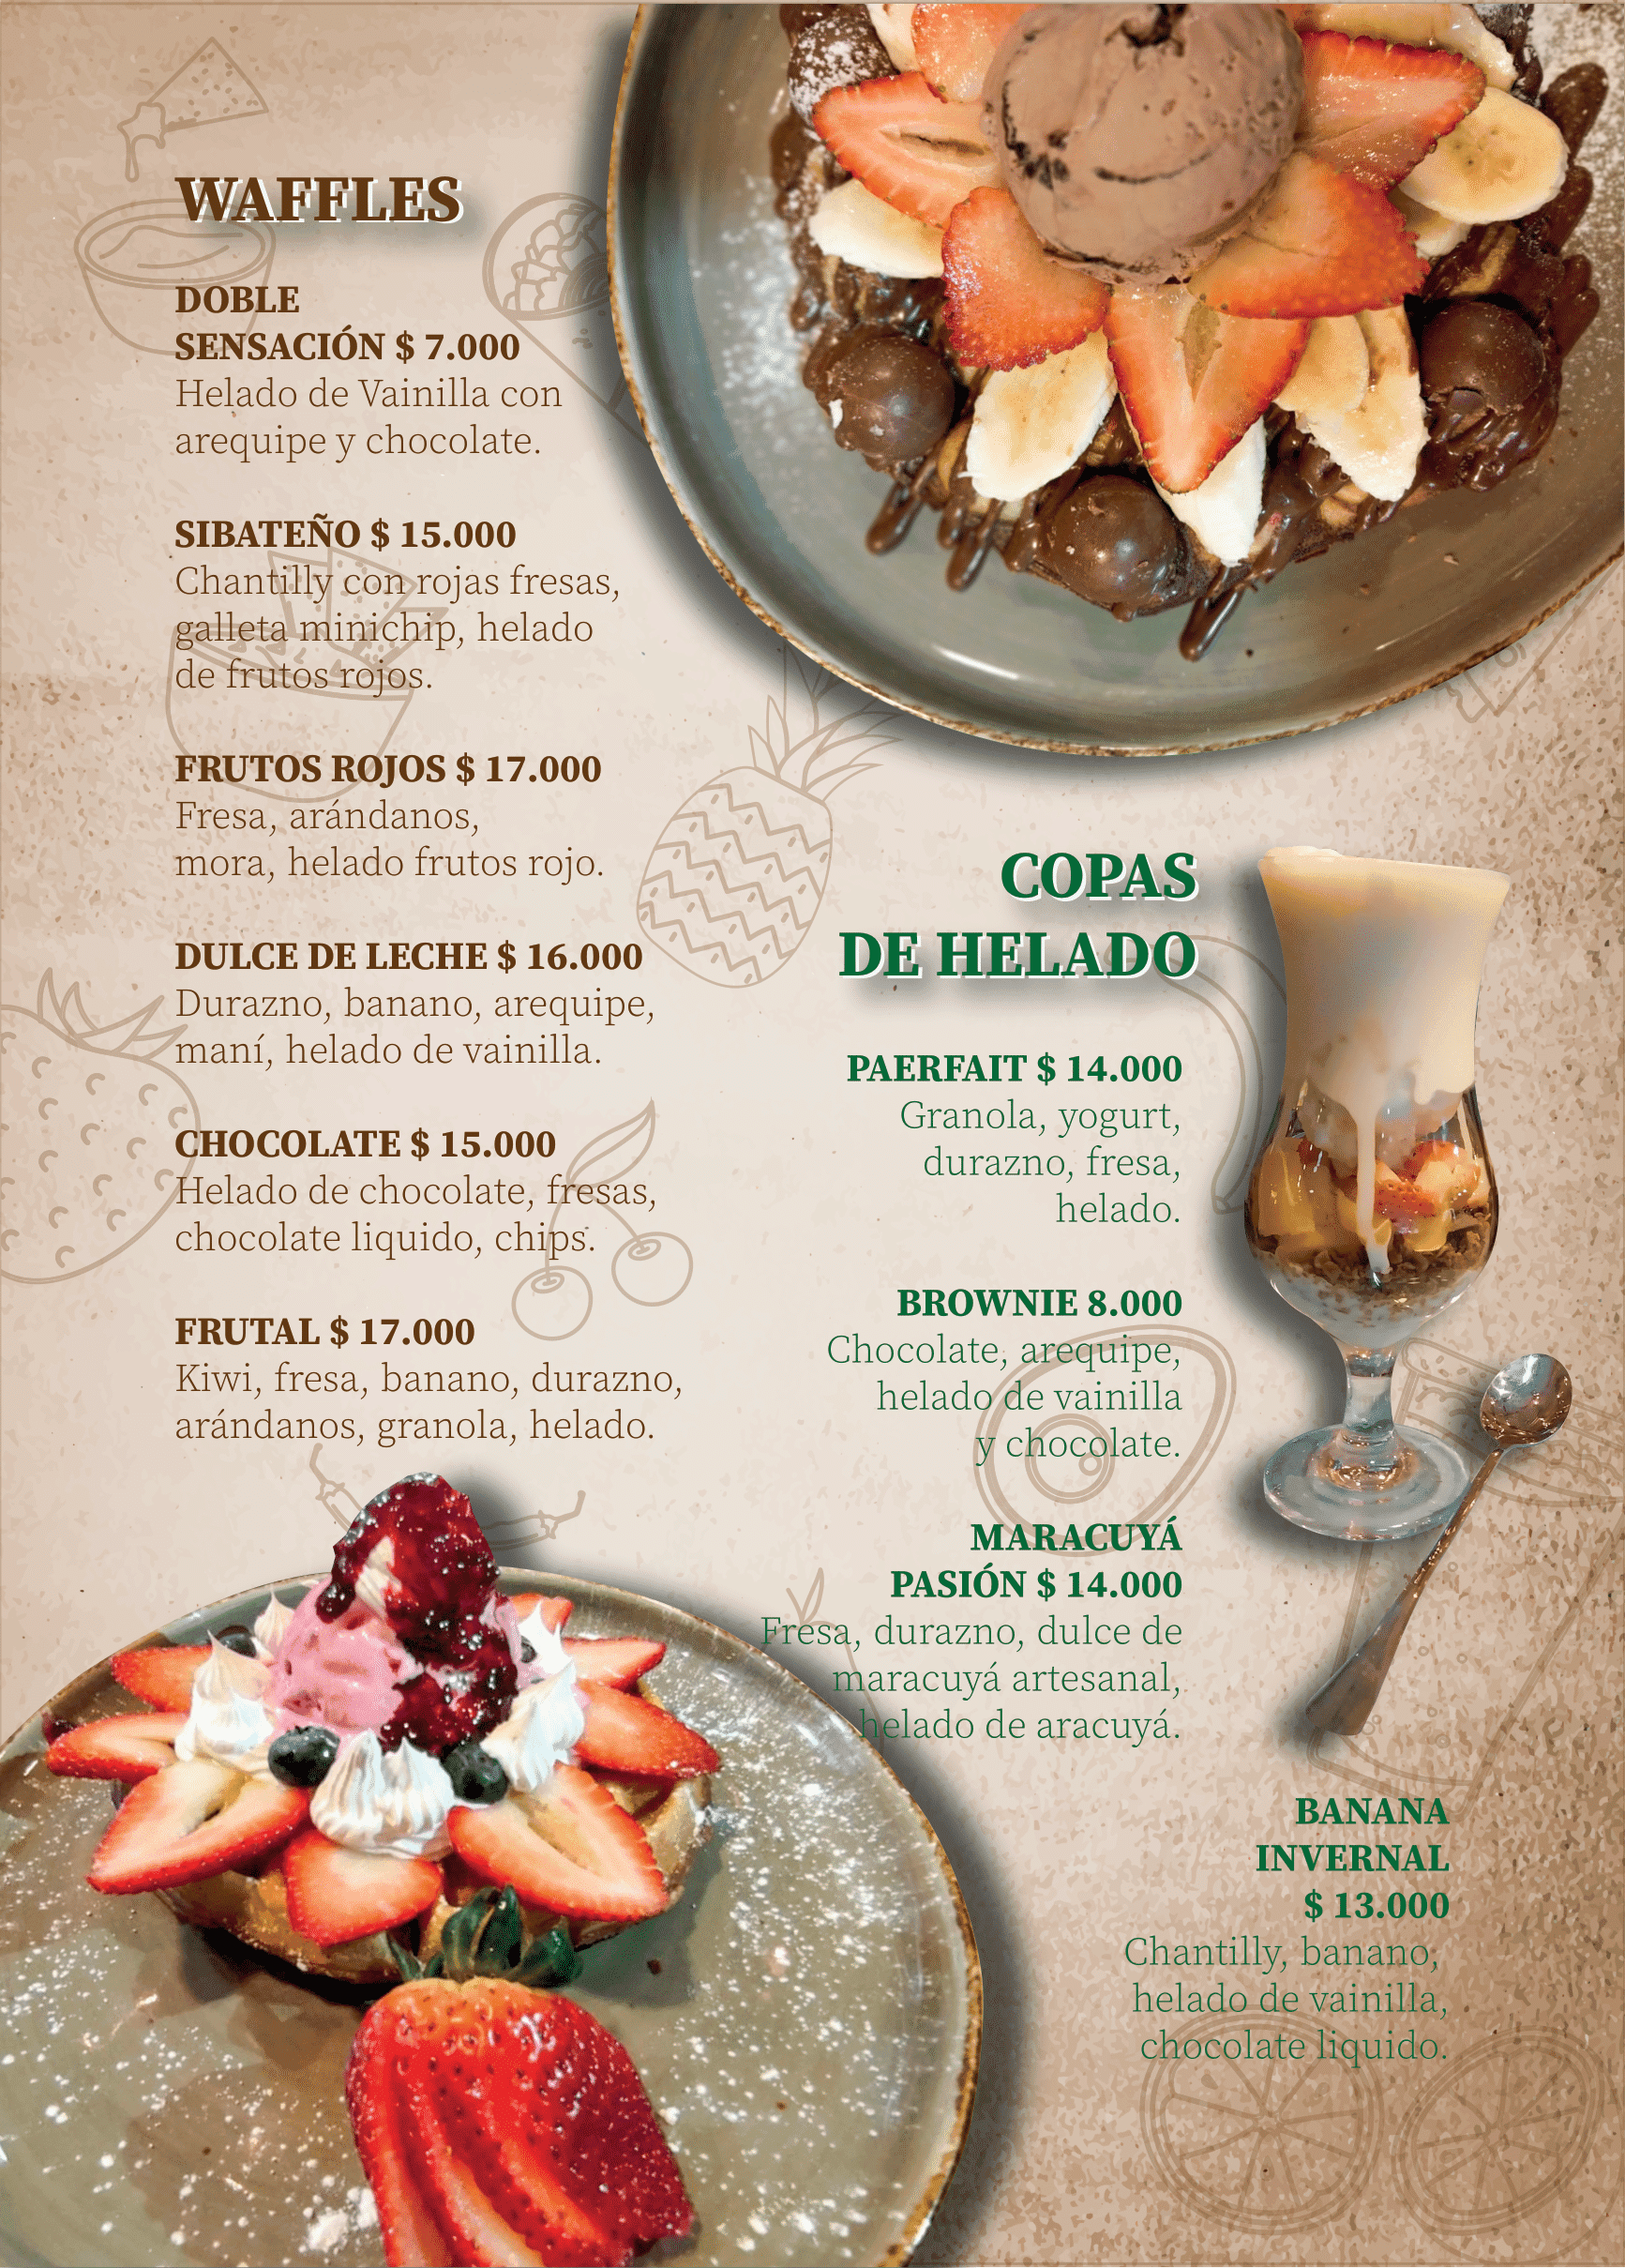 WAFFLES
DOBLE
SENSACIÓN $ 7.000
Helado de Vainilla con
arequipe y chocolate.
SIBATEÑO $ 15.000
Chantilly con rojas fresas,
galleta minichip, helado
de frutos rojos.
FRUTOS ROJOS $ 17.000
Fresa, arándanos,
mora, helado frutos rojo.
DULCE DE LECHE $ 16.000
Durazno, banano, arequipe,
maní, helado de vainilla.
CHOCOLATE $ 15.000
Helado de chocolate, fresas,
chocolate liquido, chips.
FRUTAL $ 17.000
Kiwi, fresa, banano, durazno,
arándanos, granola, helado.
COPAS
DE HELADO
PAERFAIT $ 14.000
Granola, yogurt,
durazno, fresa,
helado.
BROWNIE 8.000
Chocolate, arequipe,
helado de vainilla
y chocolate.
MARACUYÁ
PASIÓN $ 14.000
Fresa, durazno, dulce de
maracuyá artesanal,
helado de aracuyá.
BANANA
INVERNAL
$ 13.000
Chantilly, banano,
helado de vainilla,
chocolate liquido.